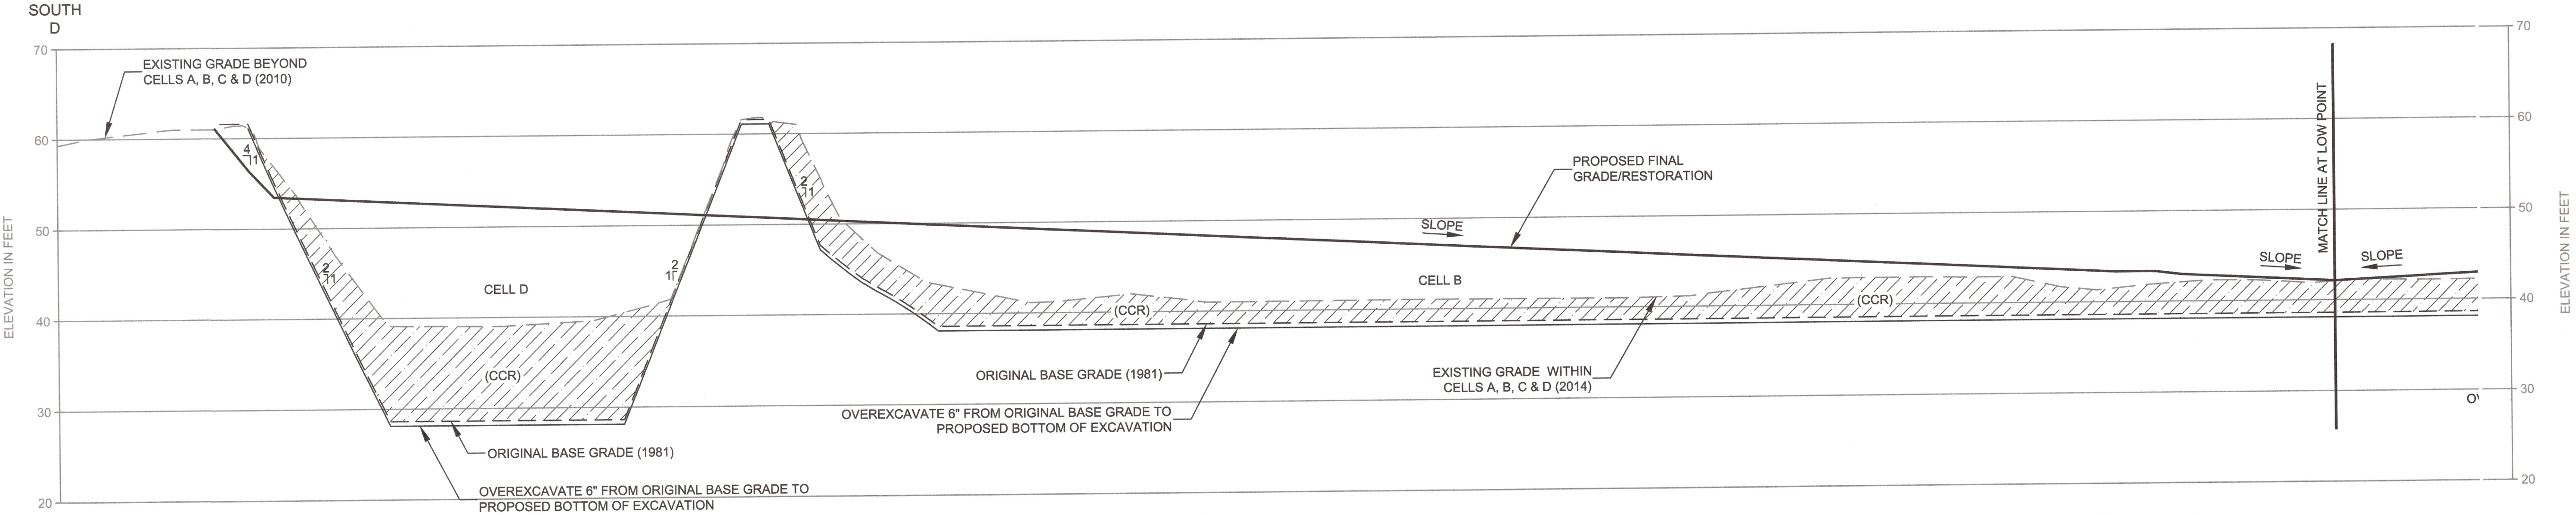 SOUTH
D
70
60
50
40
30
20
ELEVATION IN FEET
EXISTING GRADE BEYOND
CELLS A, B, C & D (2010)
4
1
2
1
CELL D
(CCR)
2
1
ORIGINAL BASE GRADE (1981)
OVEREXCAVATE 6" FROM ORIGINAL BASE GRADE TO
PROPOSED BOTTOM OF EXCAVATION
2
1
PROPOSED FINAL
GRADE/RESTORATION
SLOPE
CELL B
(CCR)
(CCR)
ORIGINAL BASE GRADE (1981)
OVEREXCAVATE 6" FROM ORIGINAL BASE GRADE TO
PROPOSED BOTTOM OF EXCAVATION
EXISTING GRADE WITHIN
CELLS A, B, C & D (2014)
MATCH LINE AT LOW POINT
SLOPE
SLOPE
70
60
50
40
30
20
ELEVATION IN FEET